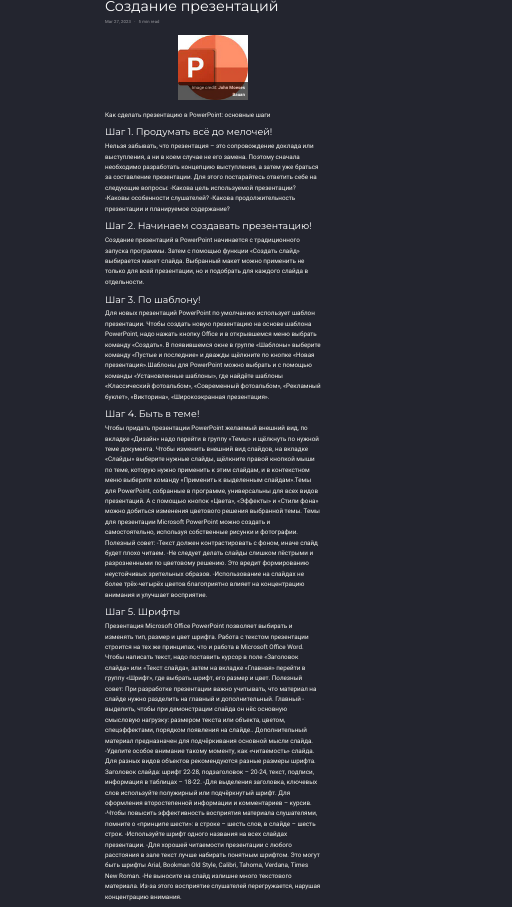 Создание презентаций
Mar 27, 2023 · 6 min read
P
Image credit: John Moeses
Bauan
Как сделать презентацию в PowerPoint: основные шаги
Шаг 1. Продумать всё до мелочей!
Нельзя забывать, что презентация – это сопровождение доклада или
выступления, а ни в коем случае не его замена. Поэтому сначала
необходимо разработать концепцию выступления, а затем уже браться
за составление презентации. Для этого постарайтесь ответить себе на
следующие вопросы: -Какова цель используемой презентации?
-Каковы особенности слушателей? -Какова продолжительность
презентации и планируемое содержание?
Шаг 2. Начинаем создавать презентацию!
Создание презентаций в PowerPoint начинается с традиционного
запуска программы. Затем с помощью функции «Создать слайд»
выбирается макет слайда. Выбранный макет можно применить не
только для всей презентации, но и подобрать для каждого слайда в
отдельности.
Шаг 3. По шаблону!
Для новых презентаций PowerPoint по умолчанию использует шаблон
презентации. Чтобы создать новую презентацию на основе шаблона
PowerPoint, надо нажать кнопку Office и в открывшемся меню выбрать
команду «Создать». В появившемся окне в группе «Шаблоны» выберите
команду «Пустые и последние» и дважды щёлкните по кнопке «Новая
презентация».Шаблоны для PowerPoint можно выбрать и с помощью
команды «Установленные шаблоны», где найдёте шаблоны
«Классический фотоальбом», «Современный фотоальбом», «Рекламный
буклет», «Викторина», «Широкоэкранная презентация».
Шаг 4. Быть в теме!
Чтобы придать презентации PowerPoint желаемый внешний вид, по
вкладке «Дизайн» надо перейти в группу «Темы» и щёлкнуть по нужной
теме документа. Чтобы изменить внешний вид слайдов, на вкладке
«Слайды» выберите нужные слайды, щёлкните правой кнопкой мыши
по теме, которую нужно применить к этим слайдам, и в контекстном
меню выберите команду «Применить к выделенным слайдам».Темы
для PowerPoint, собранные в программе, универсальны для всех видов
презентаций. А с помощью кнопок «Цвета», «Эффекты» и «Стили фона»
можно добиться изменения цветового решения выбранной темы. Темы
для презентации Microsoft PowerPoint можно создать и
самостоятельно, используя собственные рисунки и фотографии.
Полезный совет: -Текст должен контрастировать с фоном, иначе слайд
будет плохо читаем. -Не следует делать слайды слишком пёстрыми и
разрозненными по цветовому решению. Это вредит формированию
неустойчивых зрительных образов. -Использование на слайдах не
более трёх-четырёх цветов благоприятно влияет на концентрацию
внимания и улучшает восприятие.
Шаг 5. Шрифты
Презентация Microsoft Office PowerPoint позволяет выбирать и
изменять тип, размер и цвет шрифта. Работа с текстом презентации
строится на тех же принципах, что и работа в Microsoft Office Word.
Чтобы написать текст, надо поставить курсор в поле «Заголовок
слайда» или «Текст слайда», затем на вкладке «Главная» перейти в
группу «Шрифт», где выбрать шрифт, его размер и цвет. Полезный
совет: При разработке презентации важно учитывать, что материал на
слайде нужно разделить на главный и дополнительный. Главный -
выделить, чтобы при демонстрации слайда он нёс основную
смысловую нагрузку: размером текста или объекта, цветом,
спецэффектами, порядком появления на слайде.. Дополнительный
материал предназначен для подчёркивания основной мысли слайда.
-Уделите особое внимание такому моменту, как «читаемость» слайда.
Для разных видов объектов рекомендуются разные размеры шрифта.
Заголовок слайда: шрифт 22-28, подзаголовок – 20-24, текст, подписи,
информация в таблицах – 18-22. -Для выделения заголовка, ключевых
слов используйте полужирный или подчёркнутый шрифт. Для
оформления второстепенной информации и комментариев – курсив.
-Чтобы повысить эффективность восприятия материала слушателями,
помните о «принципе шести»: в строке – шесть слов, в слайде – шесть
строк. -Используйте шрифт одного названия на всех слайдах
презентации. -Для хорошей читаемости презентации с любого
расстояния в зале текст лучше набирать понятным шрифтом. Это могут
быть шрифты Arial, Bookman Old Style, Calibri, Tahoma, Verdana, Times
New Roman. -Не выносите на слайд излишне много текстового
материала. Из-за этого восприятие слушателей перегружается, нарушая
концентрацию внимания.